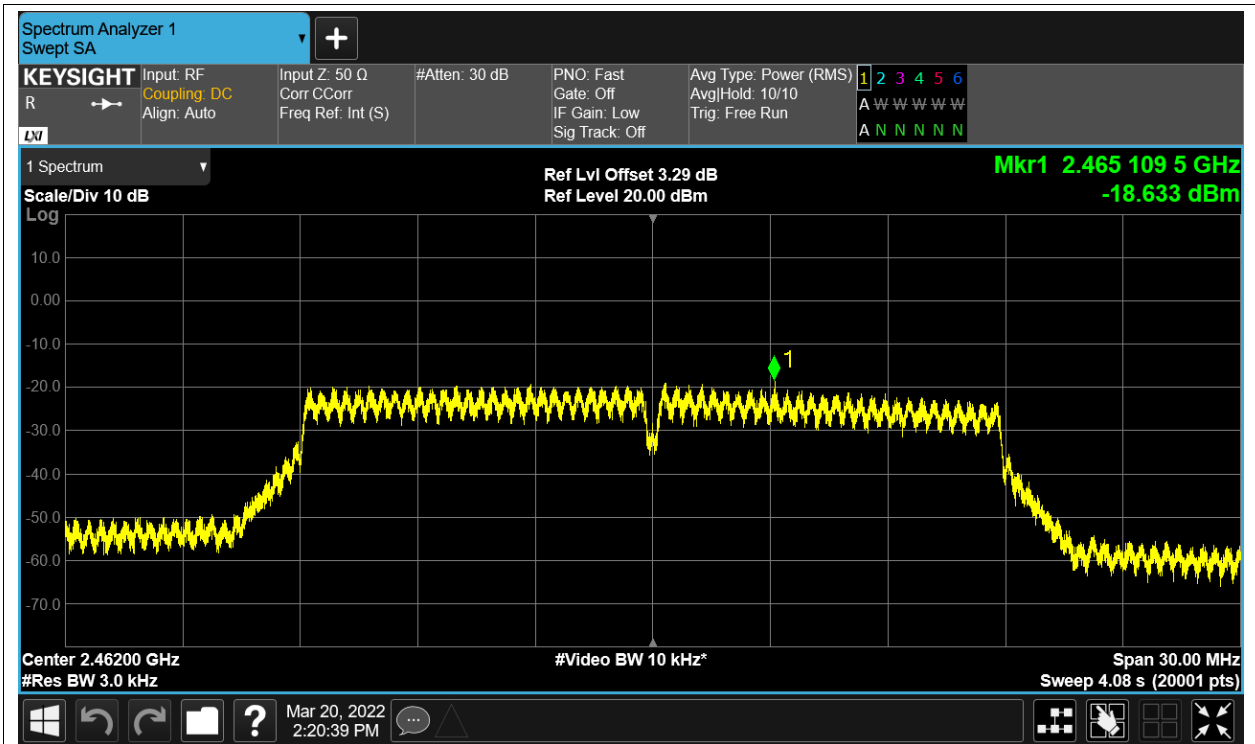 Spectrum Analyzer 1
Swept SA
KEYSIGHT
R
LXI
Input: RF
Coupling: DC
Align: Auto
Input Z: 50 Ω
Corr CCorr
Freq Ref: Int (S)
#Atten: 30 dB
PNO: Fast
Gate: Off
IF Gain: Low
Sig Track: Off
Avg Type: Power (RMS)
Avg|Hold: 10/10
Trig: Free Run
1 2 3 4 5 6
A W W W W W
A N N N N N
1 Spectrum
Scale/Div 10 dB
Log
Ref Lvl Offset 3.29 dB
Ref Level 20.00 dBm
Mkr1 2.465 109 5 GHz
-18.633 dBm
10.0
0.00
-10.0
-20.0
-30.0
-40.0
-50.0
-60.0
-70.0
1
Center 2.46200 GHz
#Res BW 3.0 kHz
#Video BW 10 kHz*
Span 30.00 MHz
Sweep 4.08 s (20001 pts)
?
Mar 20, 2022
2:20:39 PM